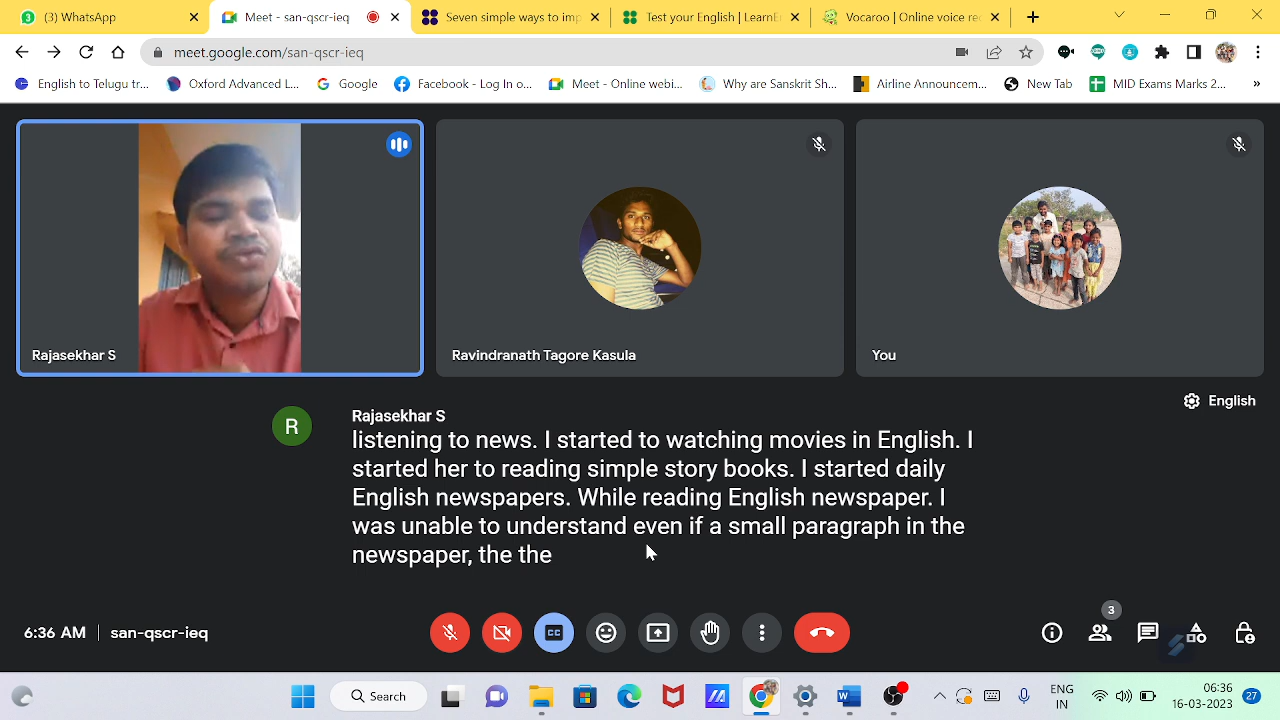 (3) WhatsApp
Meet - san-qscr-ieq
Seven simple ways to imp
Test your English | LearnE
Vocaroo | Online voice rec
meet.google.com/san-qscr-ieq
English to Telugu tr...
Oxford Advanced L...
Google
Facebook - Log In o...
Meet - Online webi...
Why are Sanskrit Sh...
Airline Announcem...
New Tab
MID Exams Marks 2...
»
Rajasekhar S
Ravindranath Tagore Kasula
You
English
R
Rajasekhar S
listening to news. I started to watching movies in English. I
started her to reading simple story books. I started daily
English newspapers. While reading English newspaper. I
was unable to understand even if a small paragraph in the
newspaper, the the
6:36 AM | san-qscr-ieq
CC
3
Search
ENG
IN
06:36
16-03-2023
27